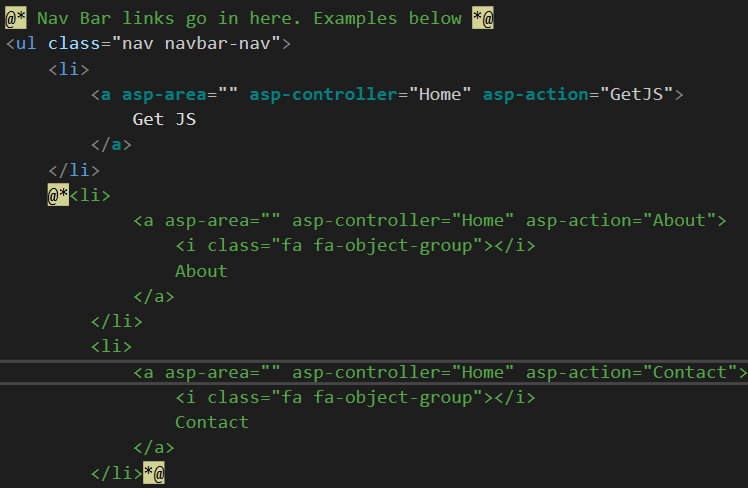 @* Nav Bar links go in here. Examples below *@
<ul class="nav navbar-nav">
    <li>
        <a asp-area="" asp-controller="Home" asp-action="GetJS">
            Get JS
        </a>
    </li>
    @*<li>
            <a asp-area="" asp-controller="Home" asp-action="About">
                <i class="fa fa-object-group"></i>
                About
            </a>
        </li>
        <li>
            <a asp-area="" asp-controller="Home" asp-action="Contact">
                <i class="fa fa-object-group"></i>
                Contact
            </a>
        </li>*@